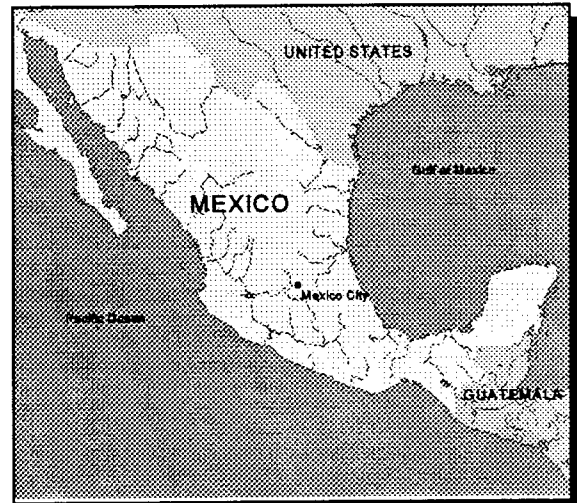 UNITED STATES
Gulf of Mexico
MEXICO
Mexico City
Pacific Ocean
GUATEMALA